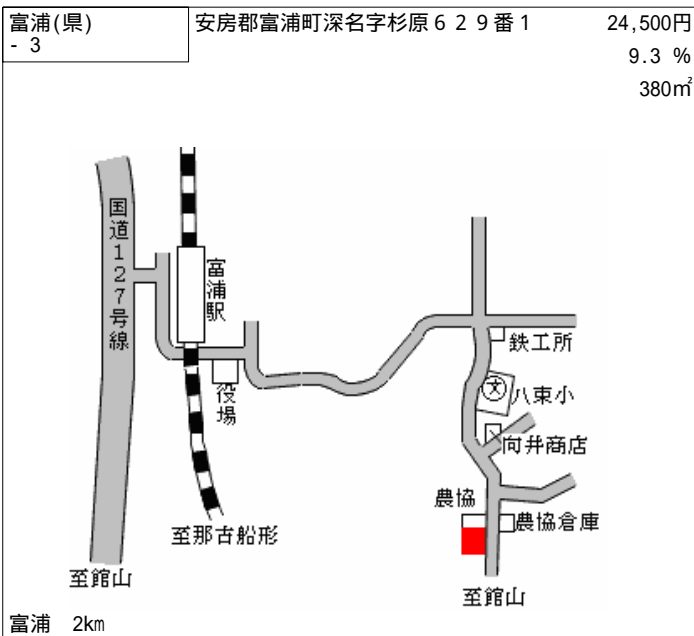 富浦(県)
- 3
安房郡富浦町深名字杉原６２９番１
24,500円
9.3 %
380㎡
国道１２７号線
富浦駅
役場
鉄工所
八束小
文
向井商店
農協
農協倉庫
至那古船形
至館山
至館山
富浦 2㎞